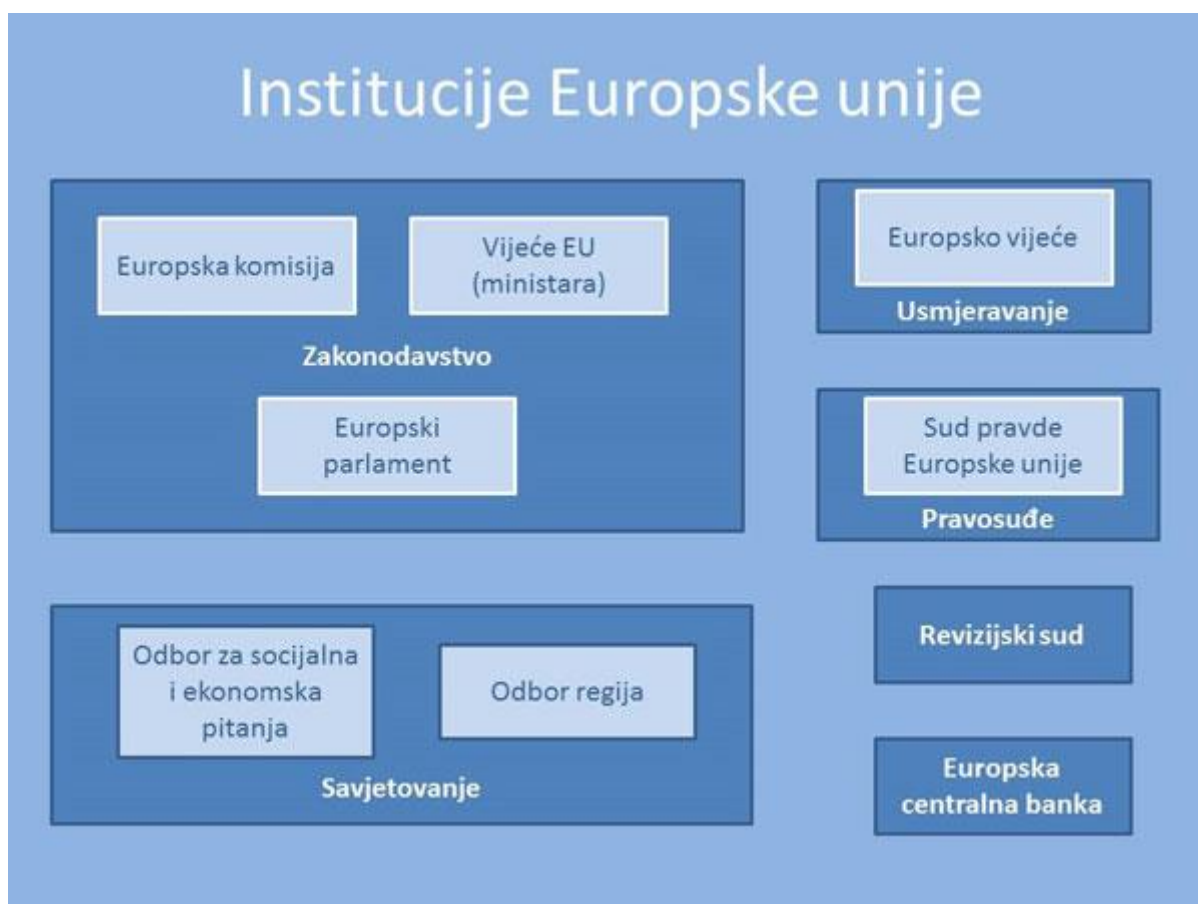 Institucije Europske unije
Europska komisija
Vijeće EU
(ministara)
Zakonodavstvo
Europski
parlament
Europsko vijeće
Usmjeravanje
Sud pravde
Europske unije
Pravosuđe
Odbor za socijalna
i ekonomska
pitanja
Odbor regija
Savjetovanje
Revizijski sud
Europska
centralna banka